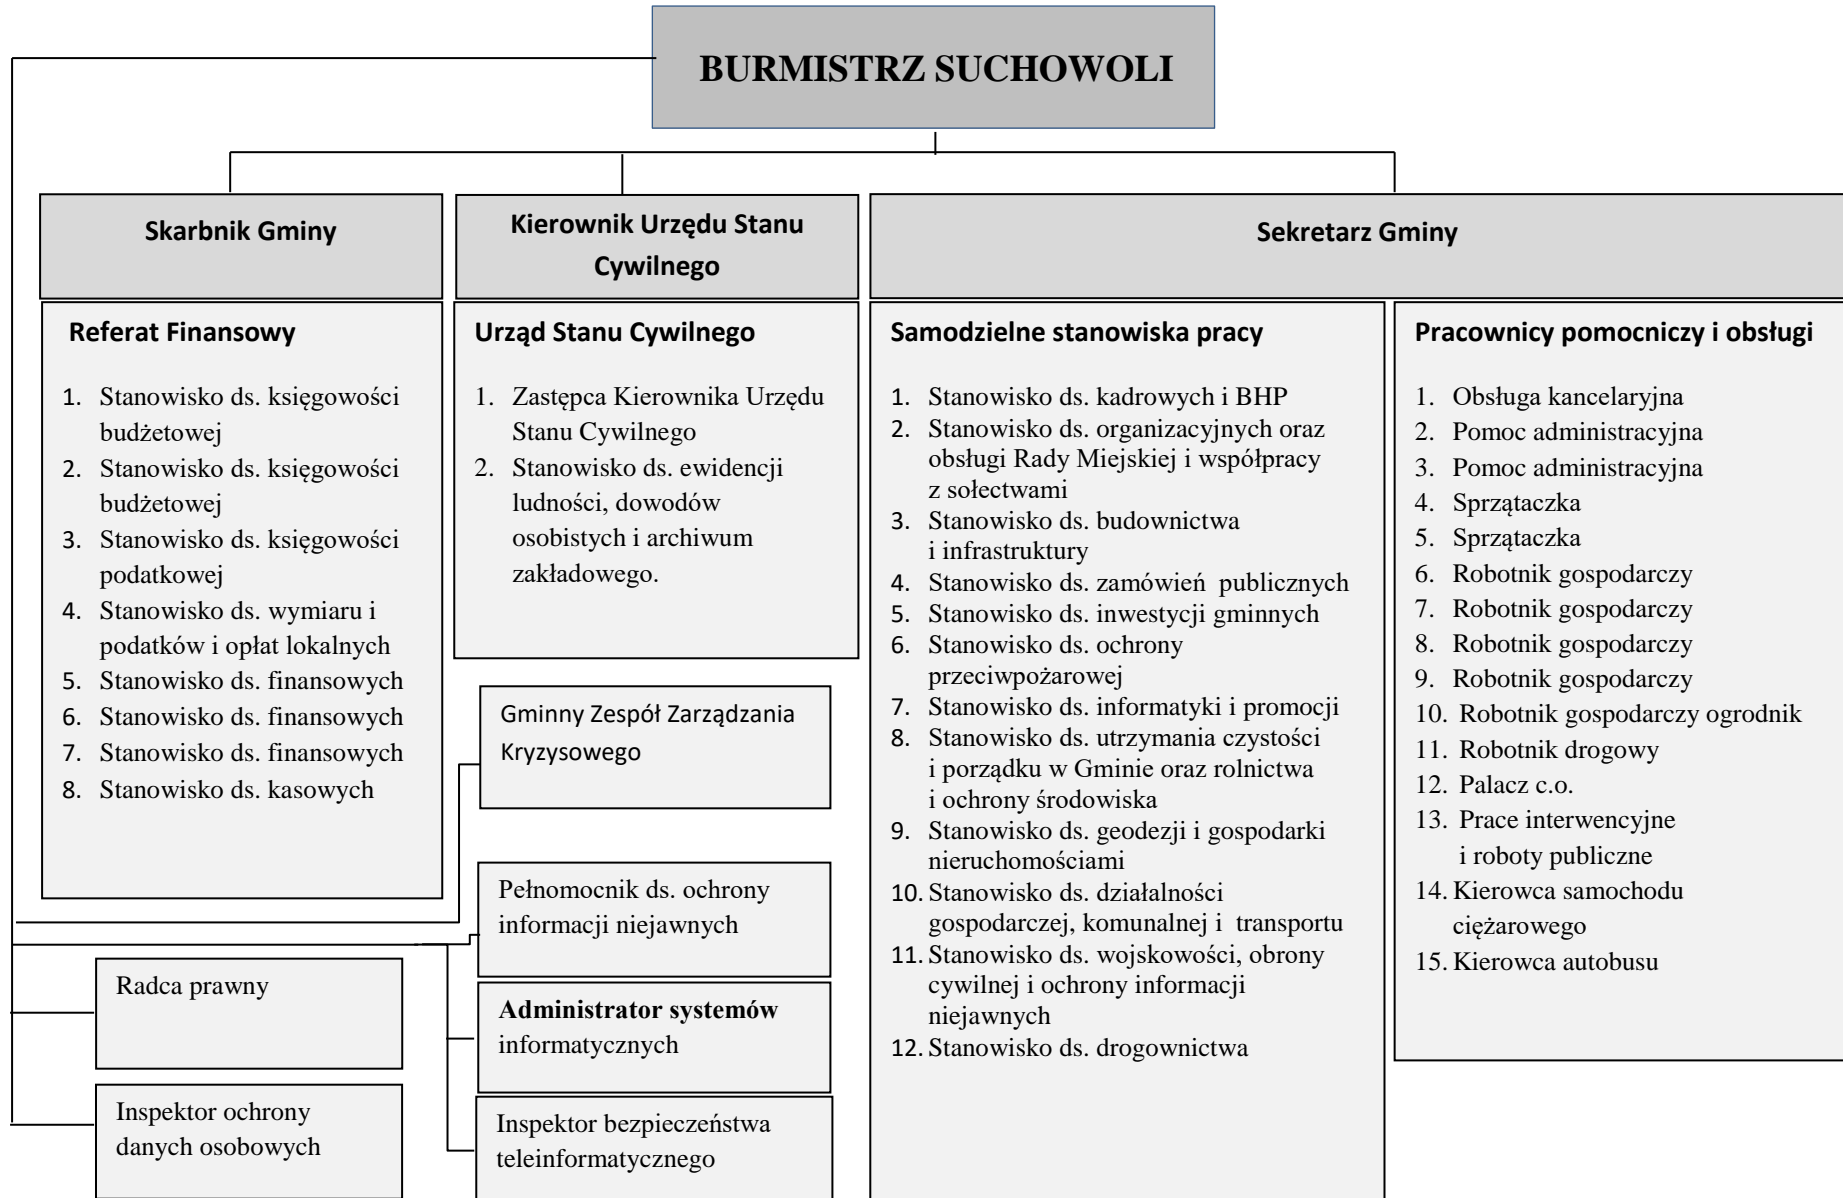 BURMISTRZ SUCHOWOLI
Skarbnik Gminy
Referat Finansowy
1. Stanowisko ds. księgowości
budżetowej
2. Stanowisko ds. księgowości
budżetowej
3. Stanowisko ds. księgowości
podatkowej
4. Stanowisko ds. wymiaru i
podatków i opłat lokalnych
5. Stanowisko ds. finansowych
6. Stanowisko ds. finansowych
7. Stanowisko ds. finansowych
8. Stanowisko ds. kasowych
Kierownik Urzędu Stanu
Cywilnego
Urząd Stanu Cywilnego
1. Zastępca Kierownika Urzędu
Stanu Cywilnego
2. Stanowisko ds. ewidencji
ludności, dowodów
osobistych i archiwum
zakładowego.
Sekretarz Gminy
Samodzielne stanowiska pracy
1. Stanowisko ds. kadrowych i BHP
2. Stanowisko ds. organizacyjnych oraz
obsługi Rady Miejskiej i współpracy
z sołectwami
3. Stanowisko ds. budownictwa
i infrastruktury
4. Stanowisko ds. zamówień publicznych
5. Stanowisko ds. inwestycji gminnych
6. Stanowisko ds. ochrony
przeciwpożarowej
7. Stanowisko ds. informatyki i promocji
8. Stanowisko ds. utrzymania czystości
i porządku w Gminie oraz rolnictwa
i ochrony środowiska
9. Stanowisko ds. geodezji i gospodarki
nieruchomościami
10. Stanowisko ds. działalności
gospodarczej, komunalnej i transportu
11. Stanowisko ds. wojskowości, obrony
cywilnej i ochrony informacji
niejawnych
12. Stanowisko ds. drogownictwa
Pracownicy pomocniczy i obsługi
1. Obsługa kancelaryjna
2. Pomoc administracyjna
3. Pomoc administracyjna
4. Sprzątaczka
5. Sprzątaczka
6. Robotnik gospodarczy
7. Robotnik gospodarczy
8. Robotnik gospodarczy
9. Robotnik gospodarczy
10. Robotnik gospodarczy ogrodnik
11. Robotnik drogowy
12. Palacz c.o.
13. Prace interwencyjne
i roboty publiczne
14. Kierowca samochodu
ciężarowego
15. Kierowca autobusu
Gminny Zespół Zarządzania
Kryzysowego
Pełnomocnik ds. ochrony
informacji niejawnych
Administrator systemów
informatycznych
Inspektor bezpieczeństwa
teleinformatycznego
Radca prawny
Inspektor ochrony
danych osobowych